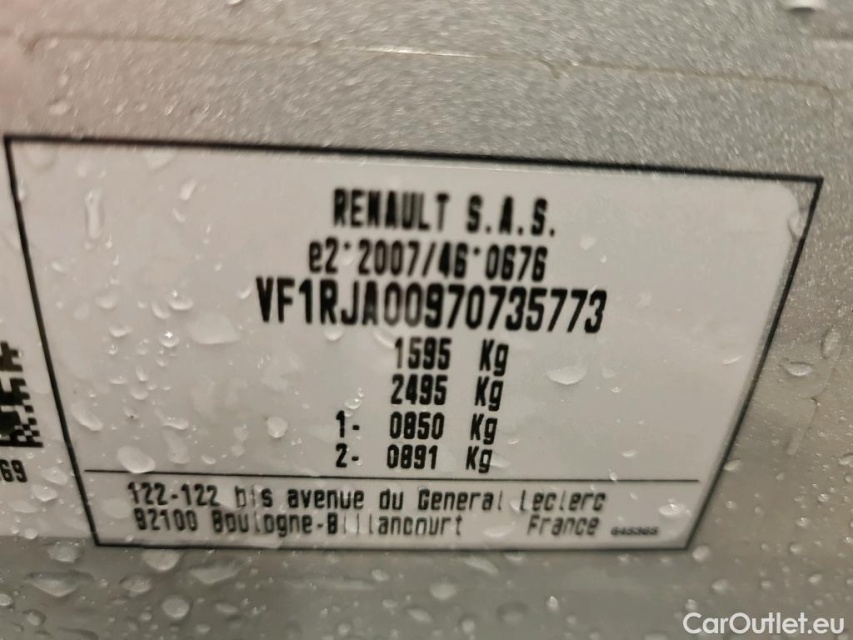 RENAULT S.A.S.
e2*2007/46*0676
VF1RJA00970735773
1595 Kg
2495 Kg
1- 0850 Kg
2- 0891 Kg
122-122 bis avenue du General Leclerc
92100 Boulogne-Billancourt France
69
CarOutlet.eu